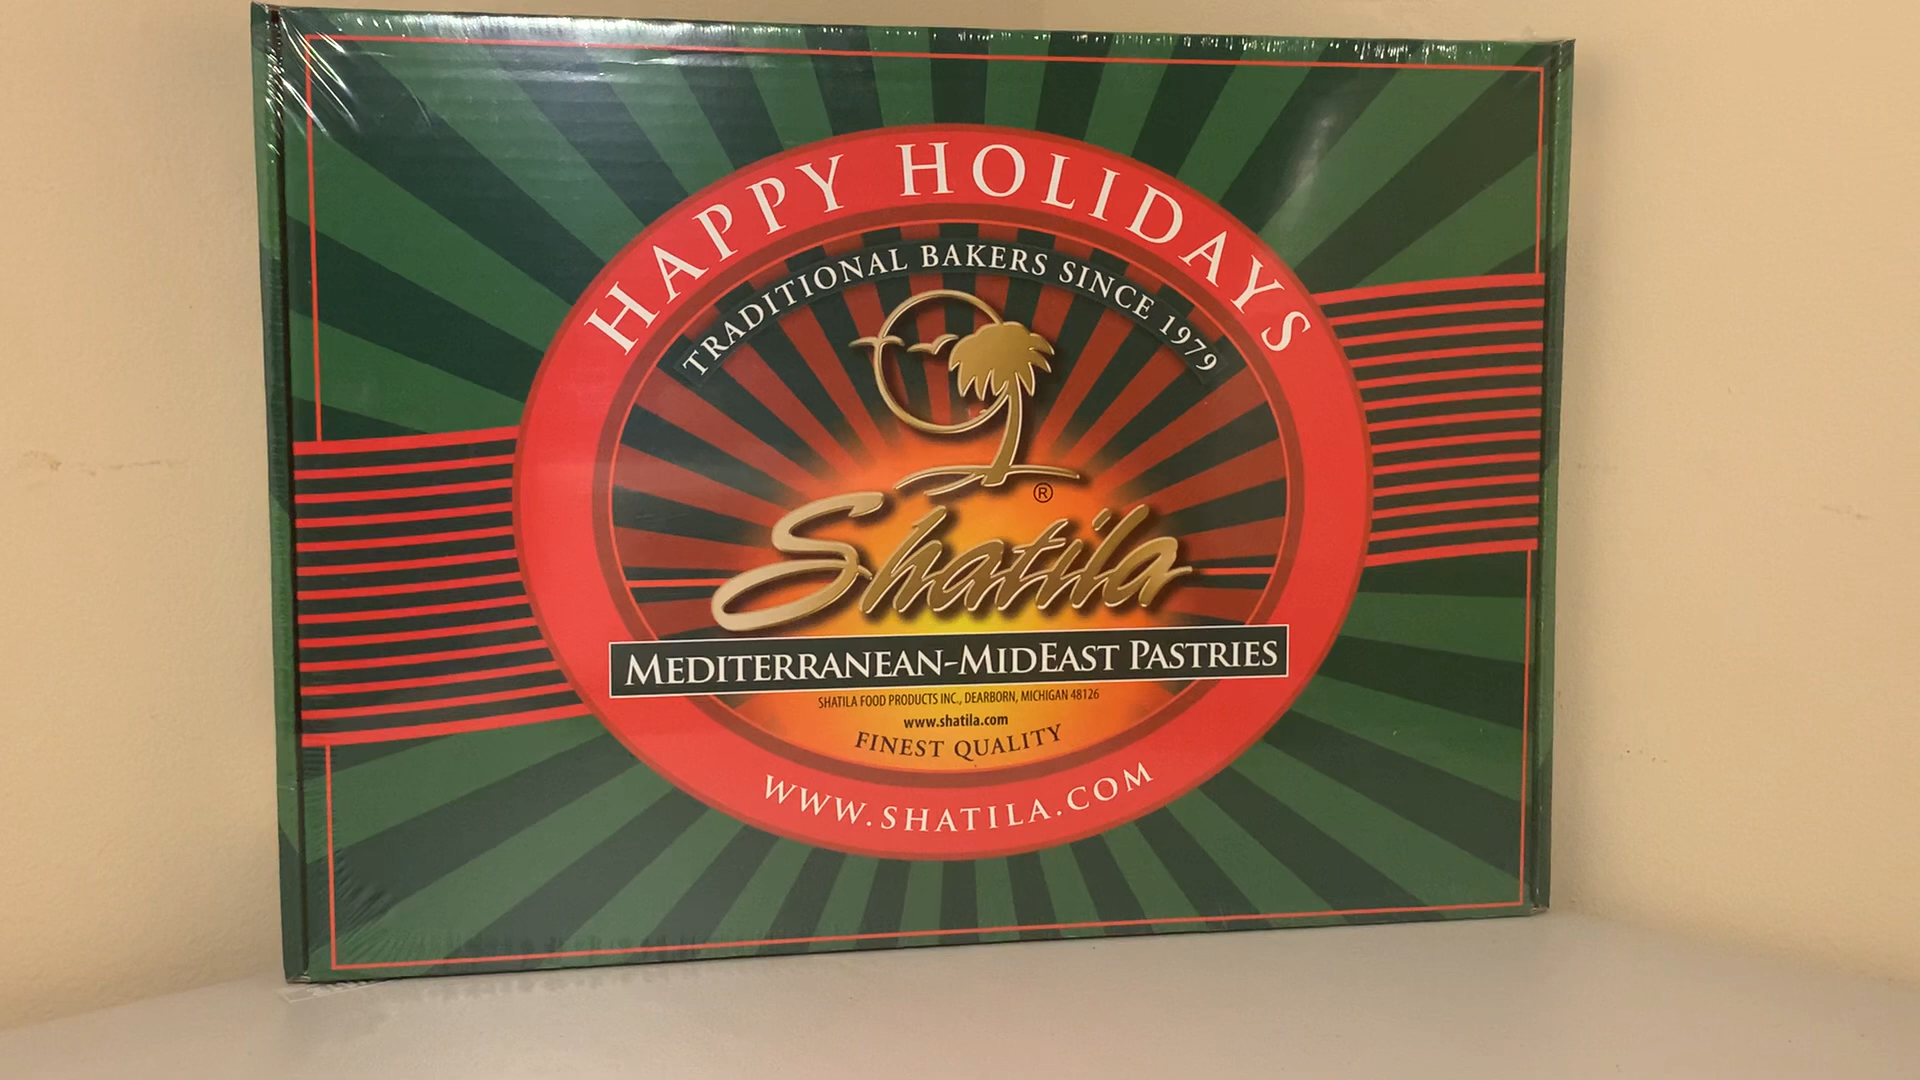 HAPPY HOLIDAYS
TRADITIONAL BAKERS SINCE 1979
®
Shatila
MEDITERRANEAN-MIDEAST PASTRIES
SHATILA FOOD PRODUCTS INC., DEARBORN, MICHIGAN 48126
www.shatila.com
FINEST QUALITY
WWW.SHATILA.COM